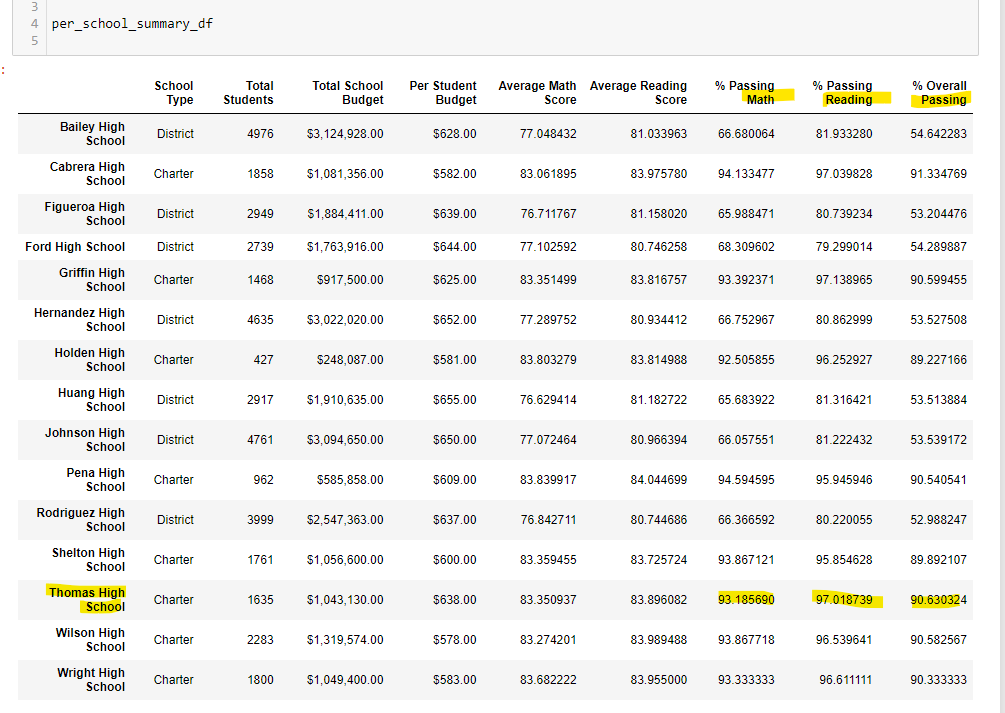 3
4 per_school_summary_df
5
:
School Type Total Students Total School Budget Per Student Budget Average Math Score Average Reading Score % Passing Math % Passing Reading % Overall Passing
Bailey High School District 4976 $3,124,928.00 $628.00 77.048432 81.033963 66.680064 81.933280 54.642283
Cabrera High School Charter 1858 $1,081,356.00 $582.00 83.061895 83.975780 94.133477 97.039828 91.334769
Figueroa High School District 2949 $1,884,411.00 $639.00 76.711767 81.158020 65.988471 80.739234 53.204476
Ford High School District 2739 $1,763,916.00 $644.00 77.102592 80.746258 68.309602 79.299014 54.289887
Griffin High School Charter 1468 $917,500.00 $625.00 83.351499 83.816757 93.392371 97.138965 90.599455
Hernandez High School District 4635 $3,022,020.00 $652.00 77.289752 80.934412 66.752967 80.862999 53.527508
Holden High School Charter 427 $248,087.00 $581.00 83.803279 83.814988 92.505855 96.252927 89.227166
Huang High School District 2917 $1,910,635.00 $655.00 76.629414 81.182722 65.683922 81.316421 53.513884
Johnson High School District 4761 $3,094,650.00 $650.00 77.072464 80.966394 66.057551 81.222432 53.539172
Pena High School Charter 962 $585,858.00 $609.00 83.839917 84.044699 94.594595 95.945946 90.540541
Rodriguez High School District 3999 $2,547,363.00 $637.00 76.842711 80.744686 66.366592 80.220055 52.988247
Shelton High School Charter 1761 $1,056,600.00 $600.00 83.359455 83.725724 93.867121 95.854628 89.892107
Thomas High School Charter 1635 $1,043,130.00 $638.00 83.350937 83.896082 93.185690 97.018739 90.630324
Wilson High School Charter 2283 $1,319,574.00 $578.00 83.274201 83.989488 93.867718 96.539641 90.582567
Wright High School Charter 1800 $1,049,400.00 $583.00 83.682222 83.955000 93.333333 96.611111 90.333333